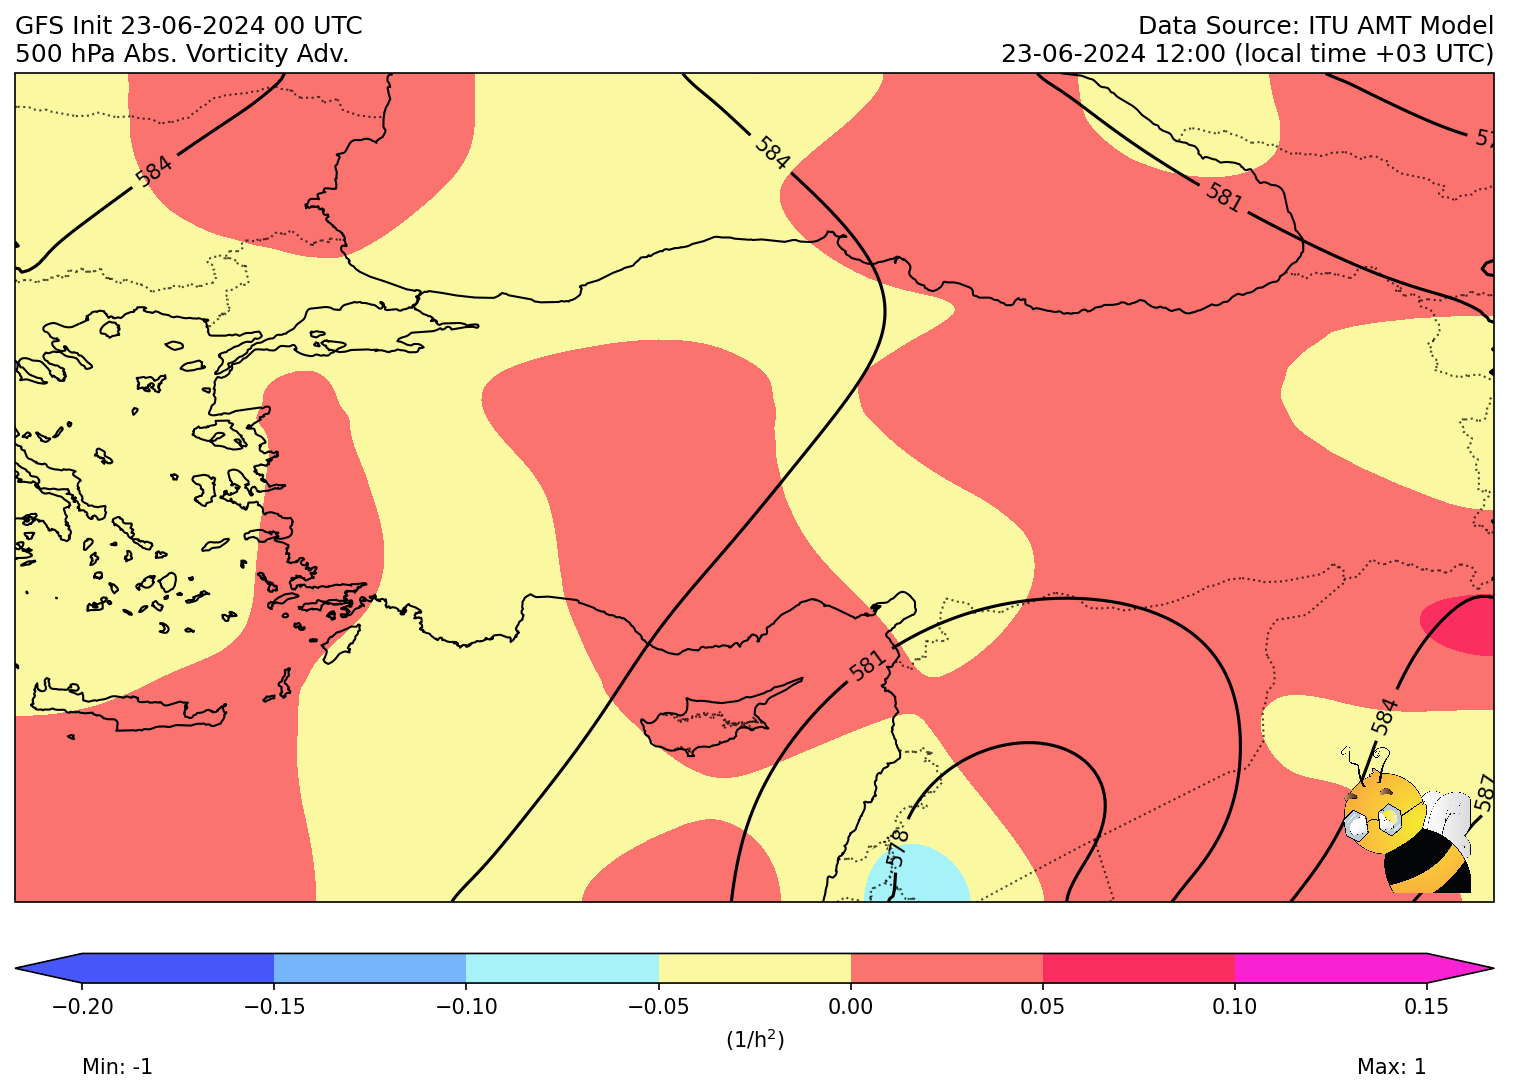 GFS Init 23-06-2024 00 UTC
Data Source: ITU AMT Model
500 hPa Abs. Vorticity Adv.
23-06-2024 12:00 (local time +03 UTC)
584
584
581
581
584
587
578
−0.20
−0.15
−0.10
−0.05
0.00
0.05
0.10
0.15
(1/h²)
Min: -1
Max: 1